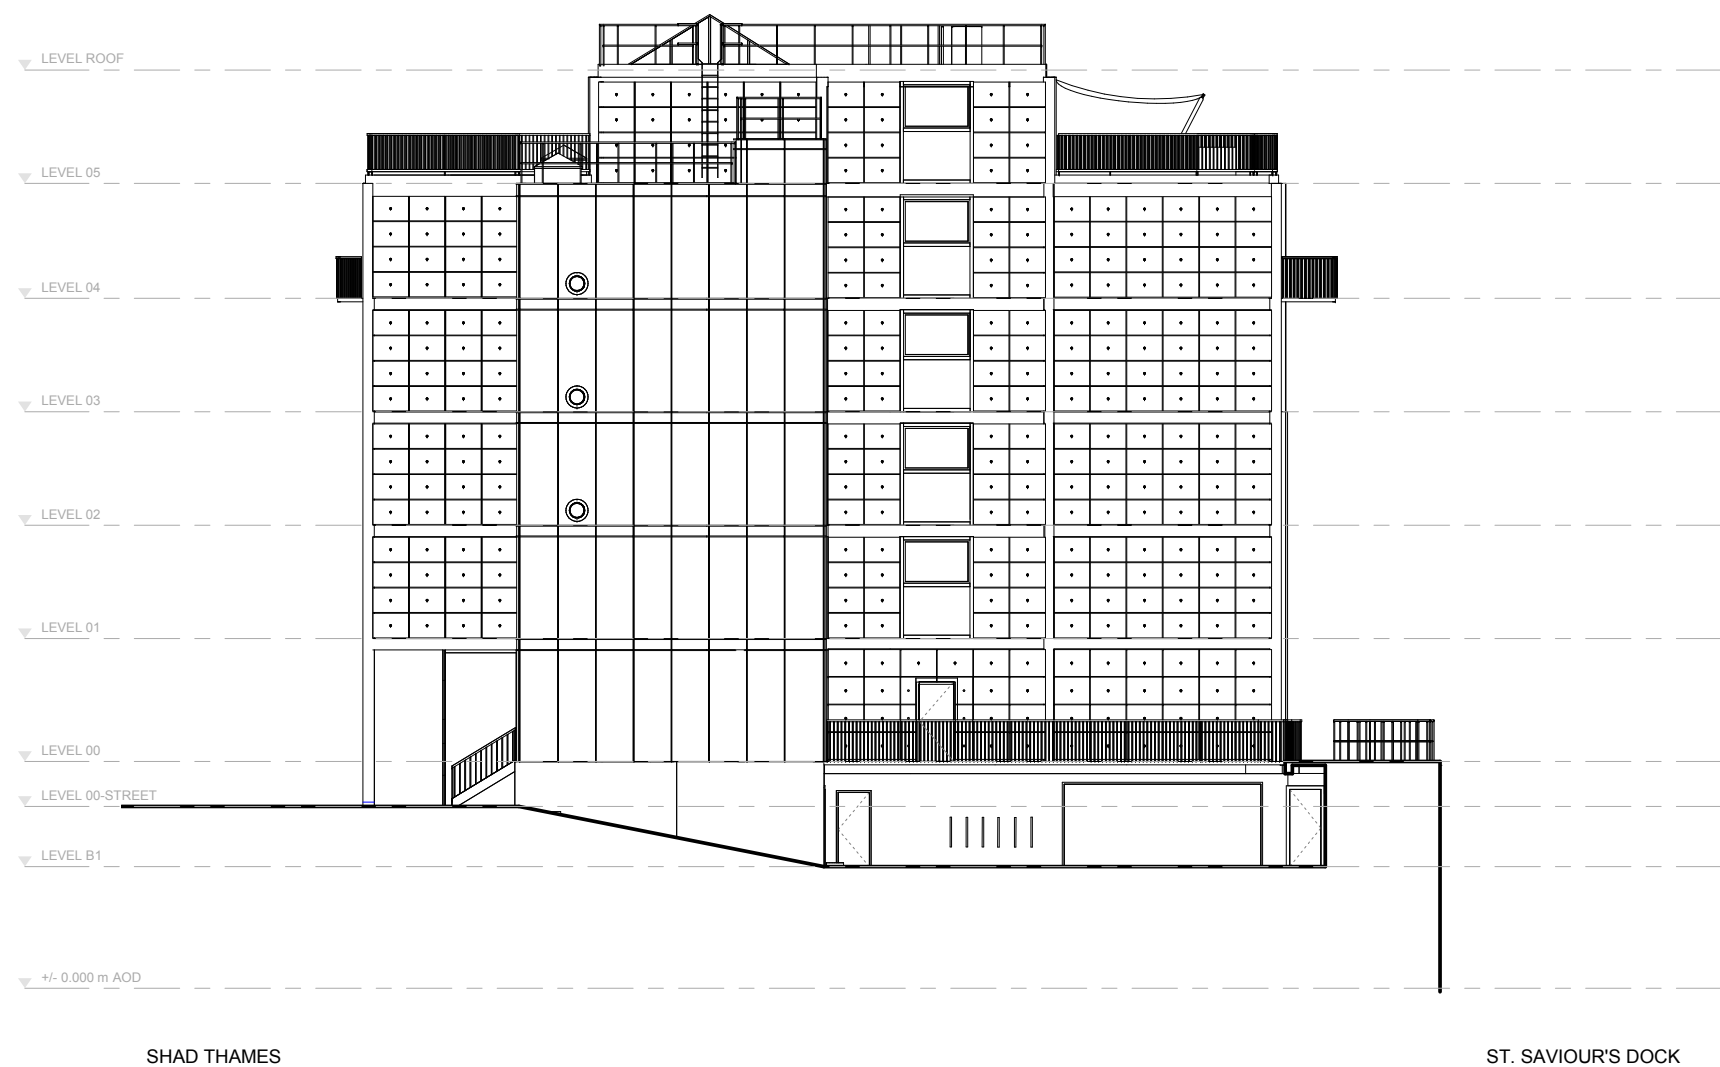 LEVEL ROOF
LEVEL 05
LEVEL 04
LEVEL 03
LEVEL 02
LEVEL 01
LEVEL 00
LEVEL 00-STREET
LEVEL B1
+/- 0.000 m AOD
SHAD THAMES
ST. SAVIOUR'S DOCK